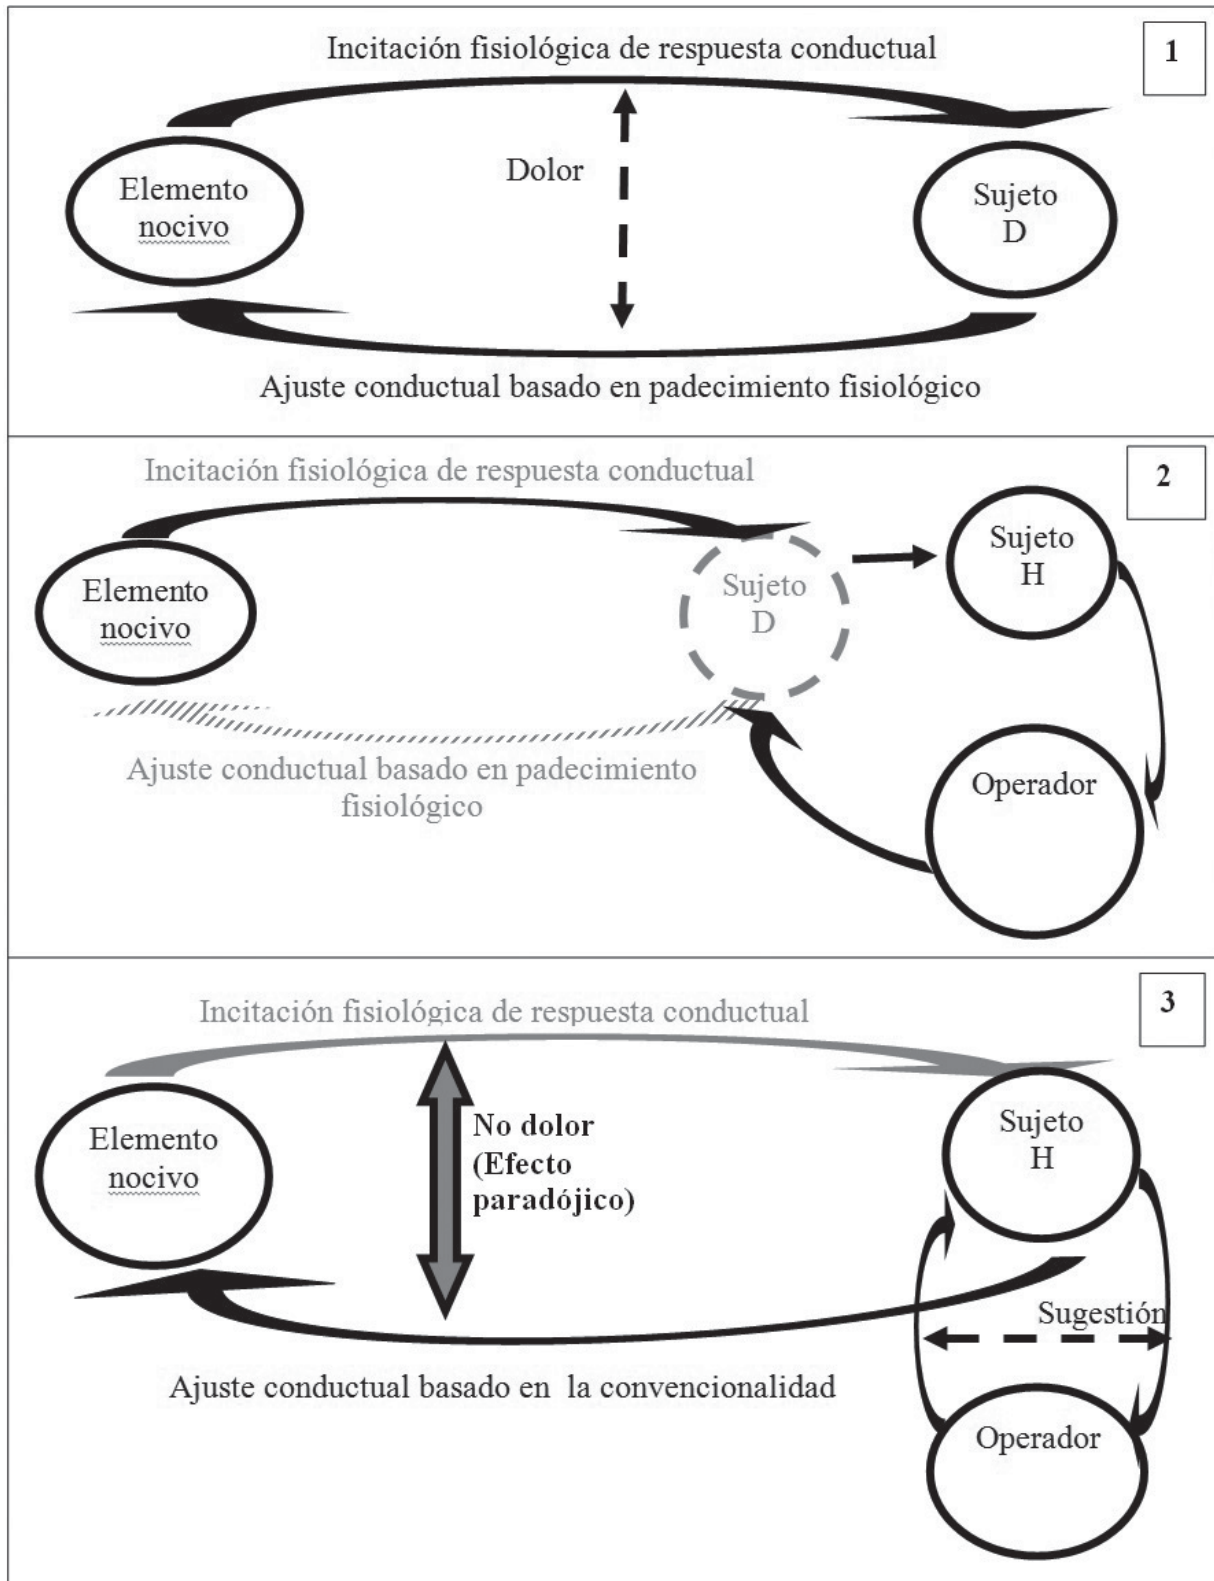 Incitación fisiológica de respuesta conductual
1
Elemento
nocivo
Dolor
Sujeto
D
Ajuste conductual basado en padecimiento fisiológico
Incitación fisiológica de respuesta conductual
2
Elemento
nocivo
Sujeto
D
Sujeto
H
Ajuste conductual basado en padecimiento
fisiológico
Operador
Incitación fisiológica de respuesta conductual
3
Elemento
nocivo
No dolor
(Efecto
paradójico)
Sujeto
H
Sugestión
Ajuste conductual basado en  la convencionalidad
Operador